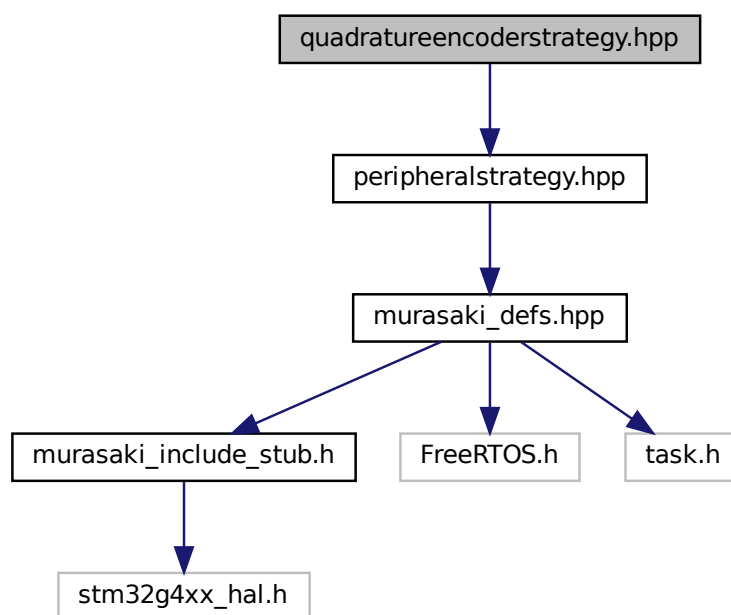 quadratureencoderstrategy.hpp
peripheralstrategy.hpp
murasaki_defs.hpp
murasaki_include_stub.h
FreeRTOS.h
task.h
stm32g4xx_hal.h